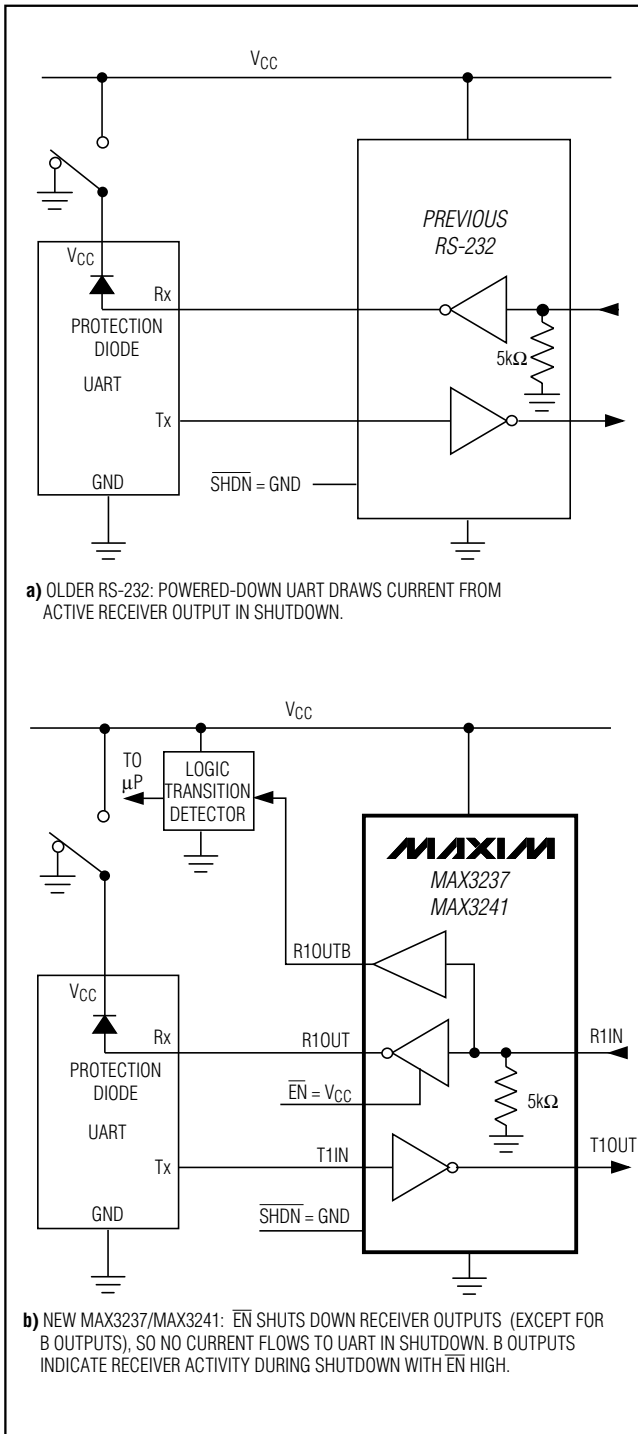 VCC
PREVIOUS
RS-232
VCC
Rx
PROTECTION
DIODE
5kΩ
UART
Tx
GND
SHDN = GND
a) OLDER RS-232: POWERED-DOWN UART DRAWS CURRENT FROM
ACTIVE RECEIVER OUTPUT IN SHUTDOWN.
VCC
TO
µP
LOGIC
TRANSITION
DETECTOR
MAXIM
MAX3237
MAX3241
R1OUTB
VCC
Rx
R1OUT
R1IN
PROTECTION
DIODE
EN = VCC
5kΩ
UART
Tx
T1IN
T1OUT
GND
SHDN = GND
b) NEW MAX3237/MAX3241: EN SHUTS DOWN RECEIVER OUTPUTS (EXCEPT FOR
B OUTPUTS), SO NO CURRENT FLOWS TO UART IN SHUTDOWN. B OUTPUTS
INDICATE RECEIVER ACTIVITY DURING SHUTDOWN WITH EN HIGH.